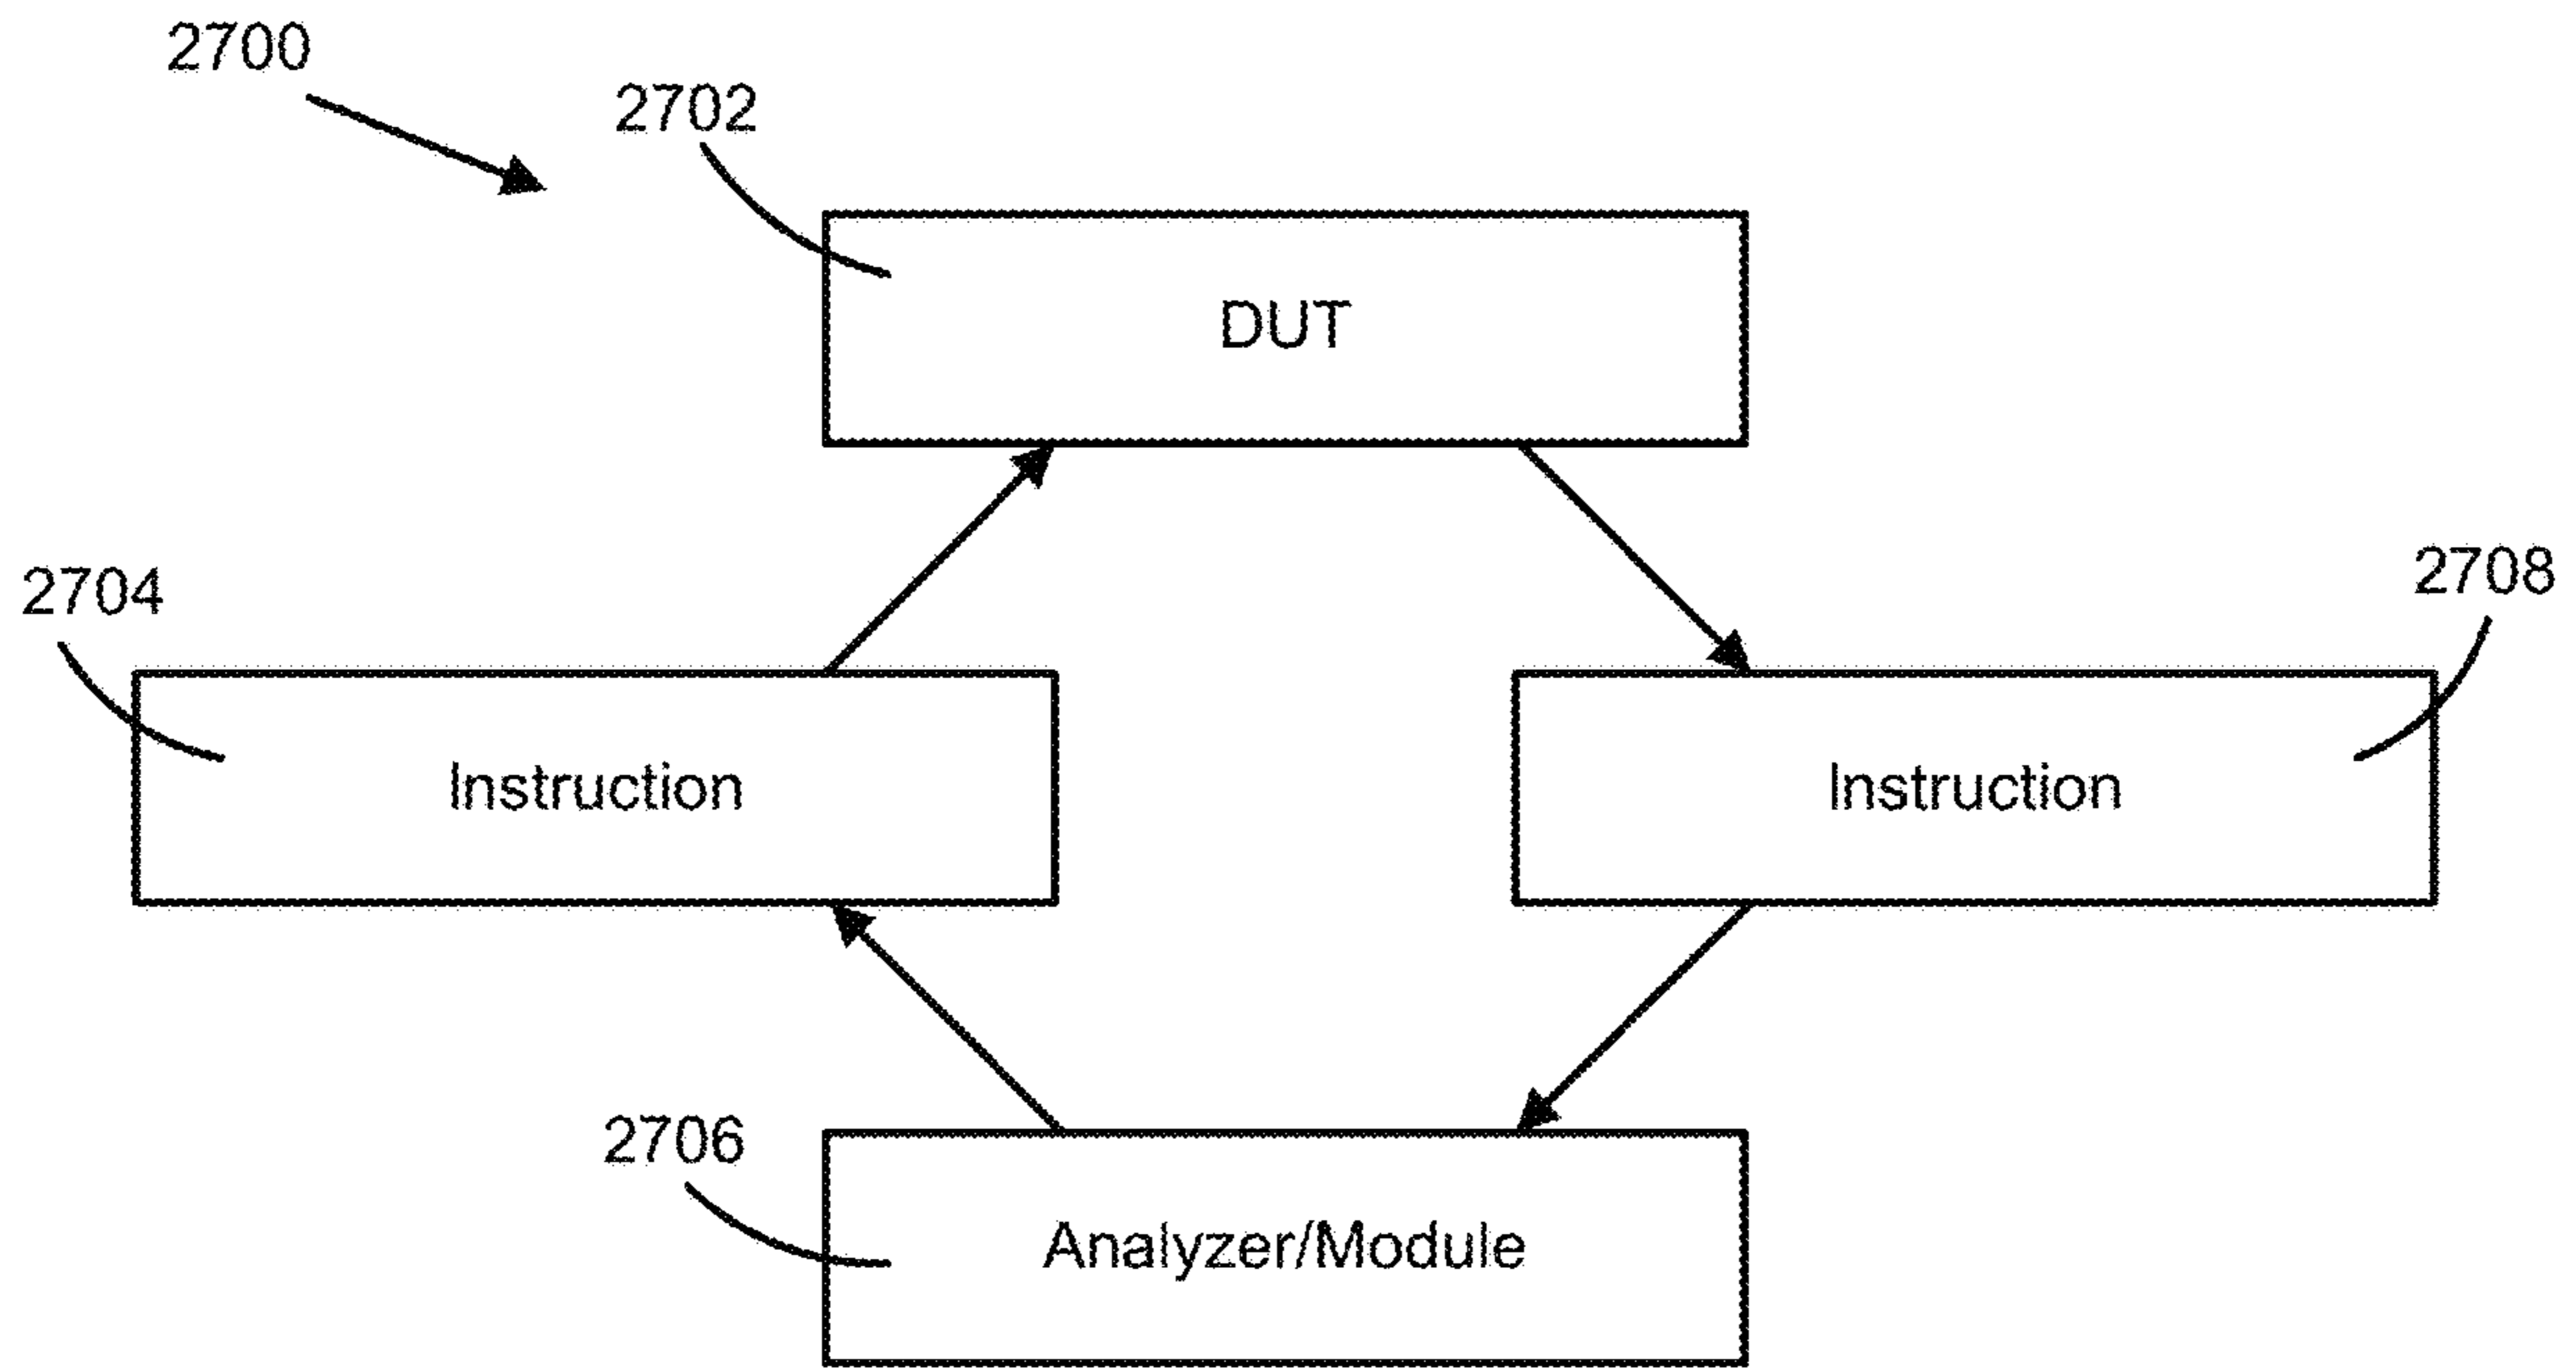 2700
2702
DUT
2704
2708
Instruction
Instruction
2706
Analyzer/Module